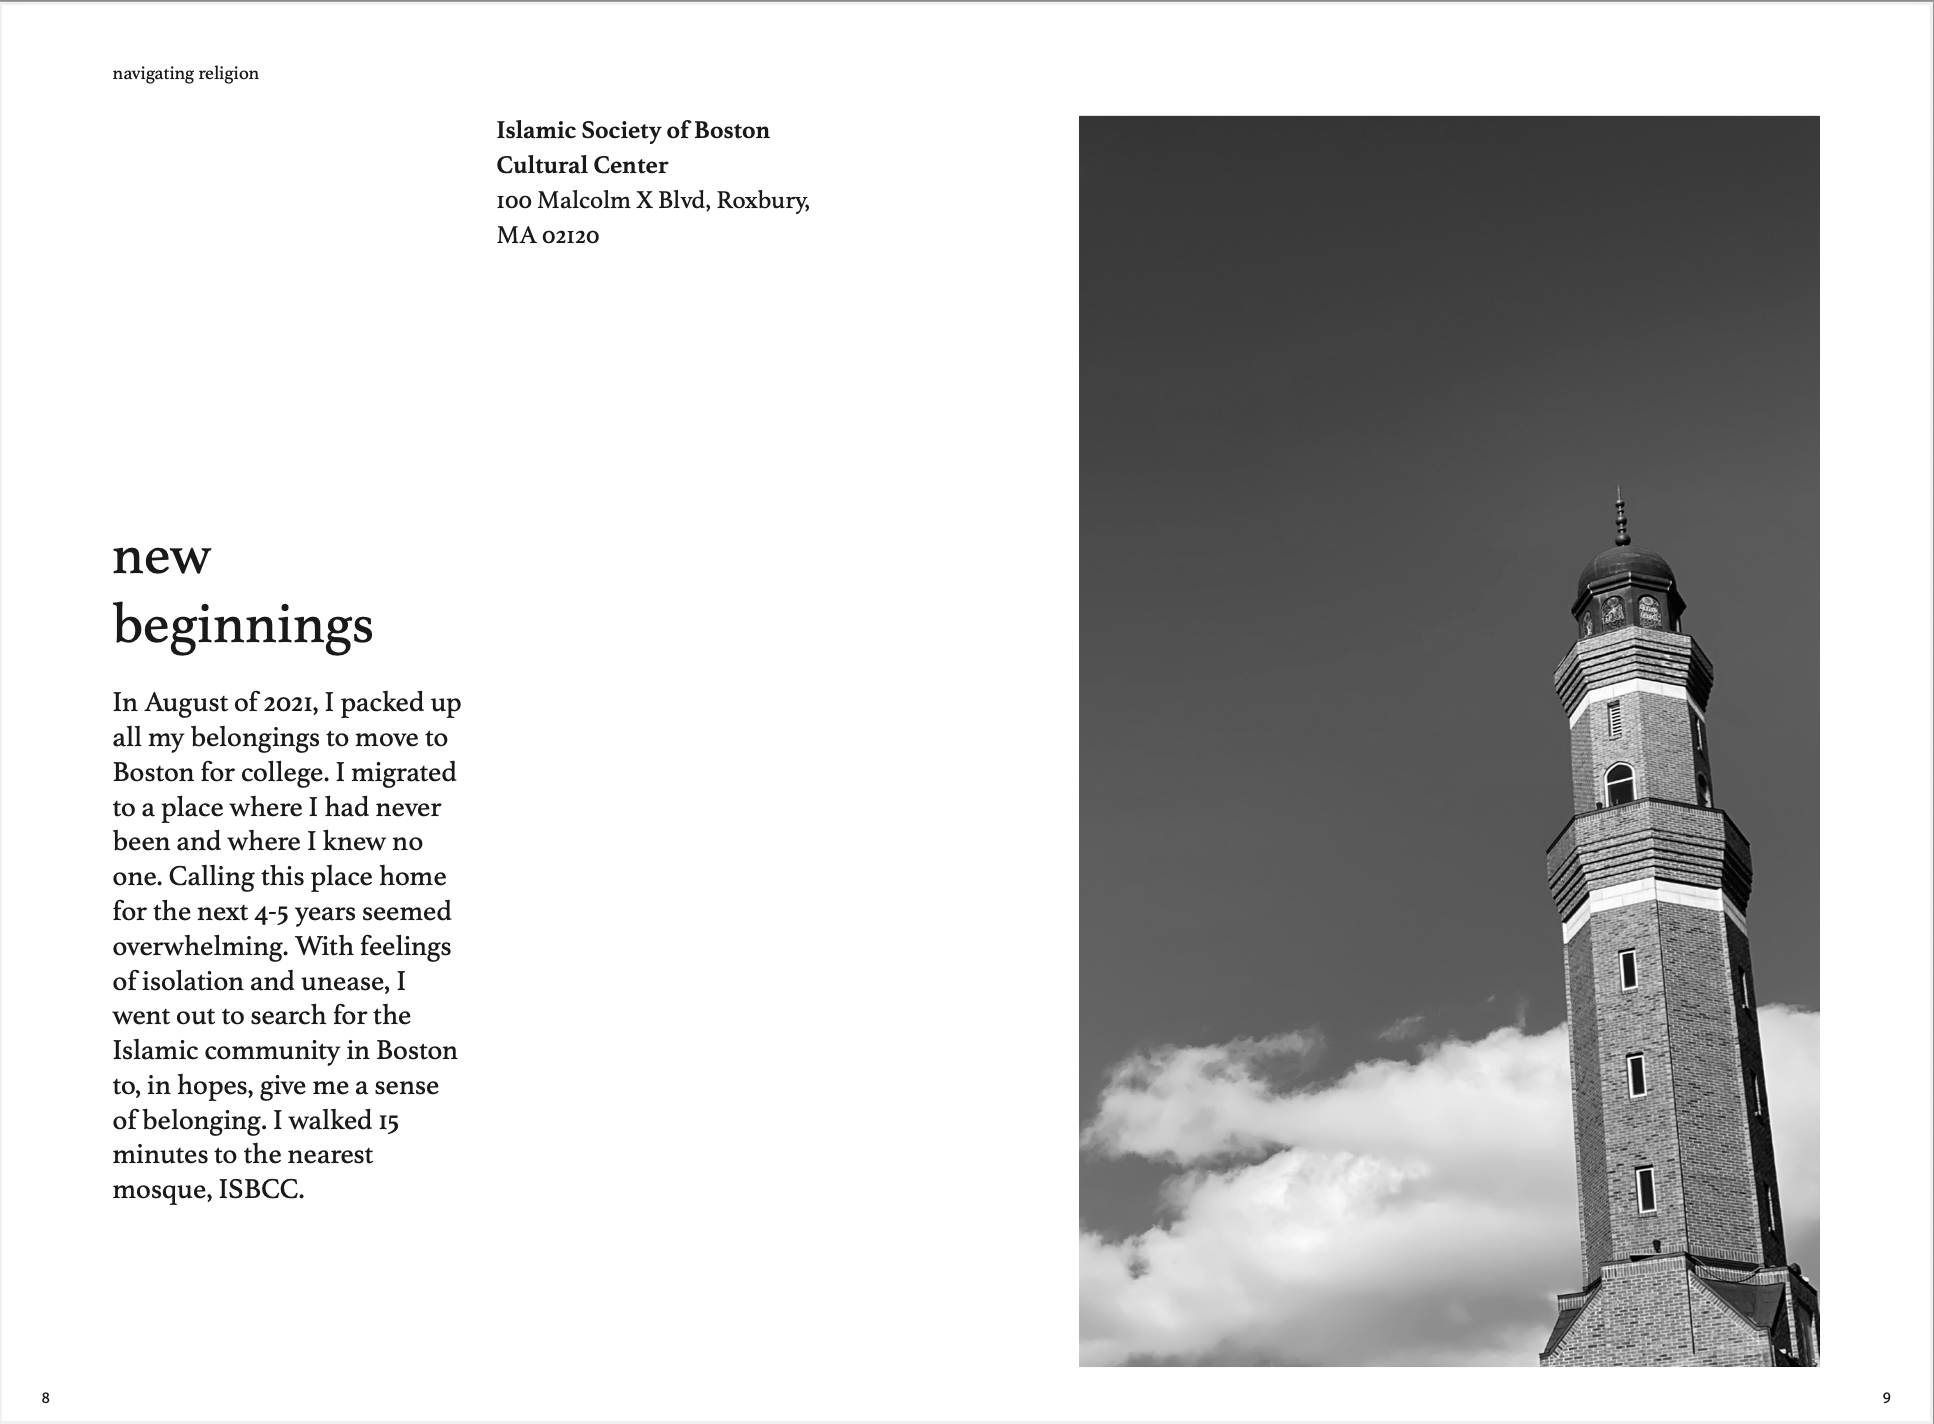 navigating religion
Islamic Society of Boston
Cultural Center
100 Malcolm X Blvd, Roxbury,
MA 02120
new
beginnings
In August of 2021, I packed up
all my belongings to move to
Boston for college. I migrated
to a place where I had never
been and where I knew no
one. Calling this place home
for the next 4-5 years seemed
overwhelming. With feelings
of isolation and unease, I
went out to search for the
Islamic community in Boston
to, in hopes, give me a sense
of belonging. I walked 15
minutes to the nearest
mosque, ISBCC.
8
9